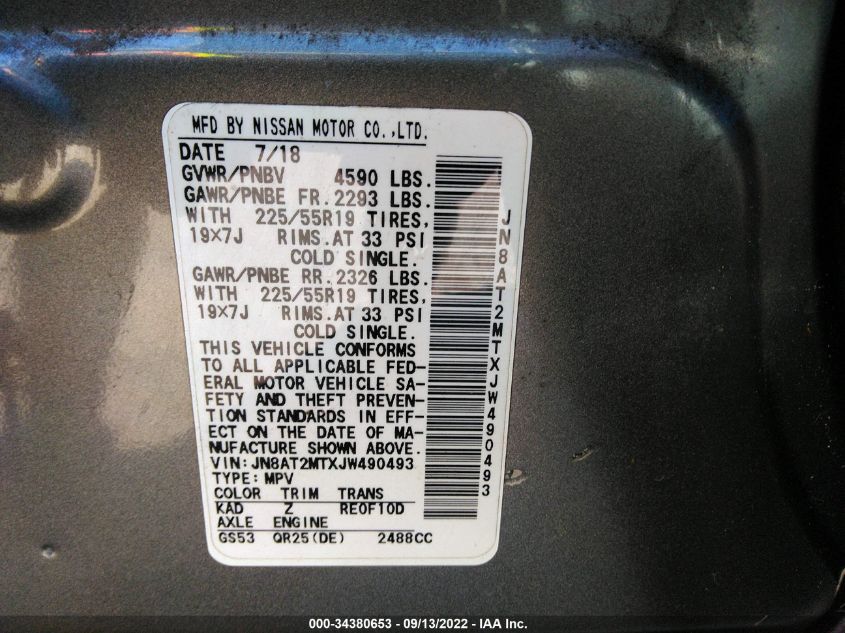 MFD BY NISSAN MOTOR CO.,LTD.
DATE 7/18
GVWR/PNBV 4590 LBS.
GAWR/PNBE FR.2293 LBS.
WITH 225/55R19 TIRES,
19X7J RIMS.AT 33 PSI
COLD SINGLE.
GAWR/PNBE RR.2326 LBS.
WITH 225/55R19 TIRES,
19X7J RIMS.AT 33 PSI
COLD SINGLE.
THIS VEHICLE CONFORMS
TO ALL APPLICABLE FED-
ERAL MOTOR VEHICLE SA-
FETY AND THEFT PREVEN-
TION STANDARDS IN EFF-
ECT ON THE DATE OF MA-
NUFACTURE SHOWN ABOVE.
VIN:JN8AT2MTXJW490493
TYPE:MPV
COLOR TRIM TRANS
KAD Z RE0F10D
AXLE ENGINE
GS53 QR25(DE) 2488CC
JN8AT2MTXJW490493
000-34380653 — 09/13/2022 — IAA Inc.